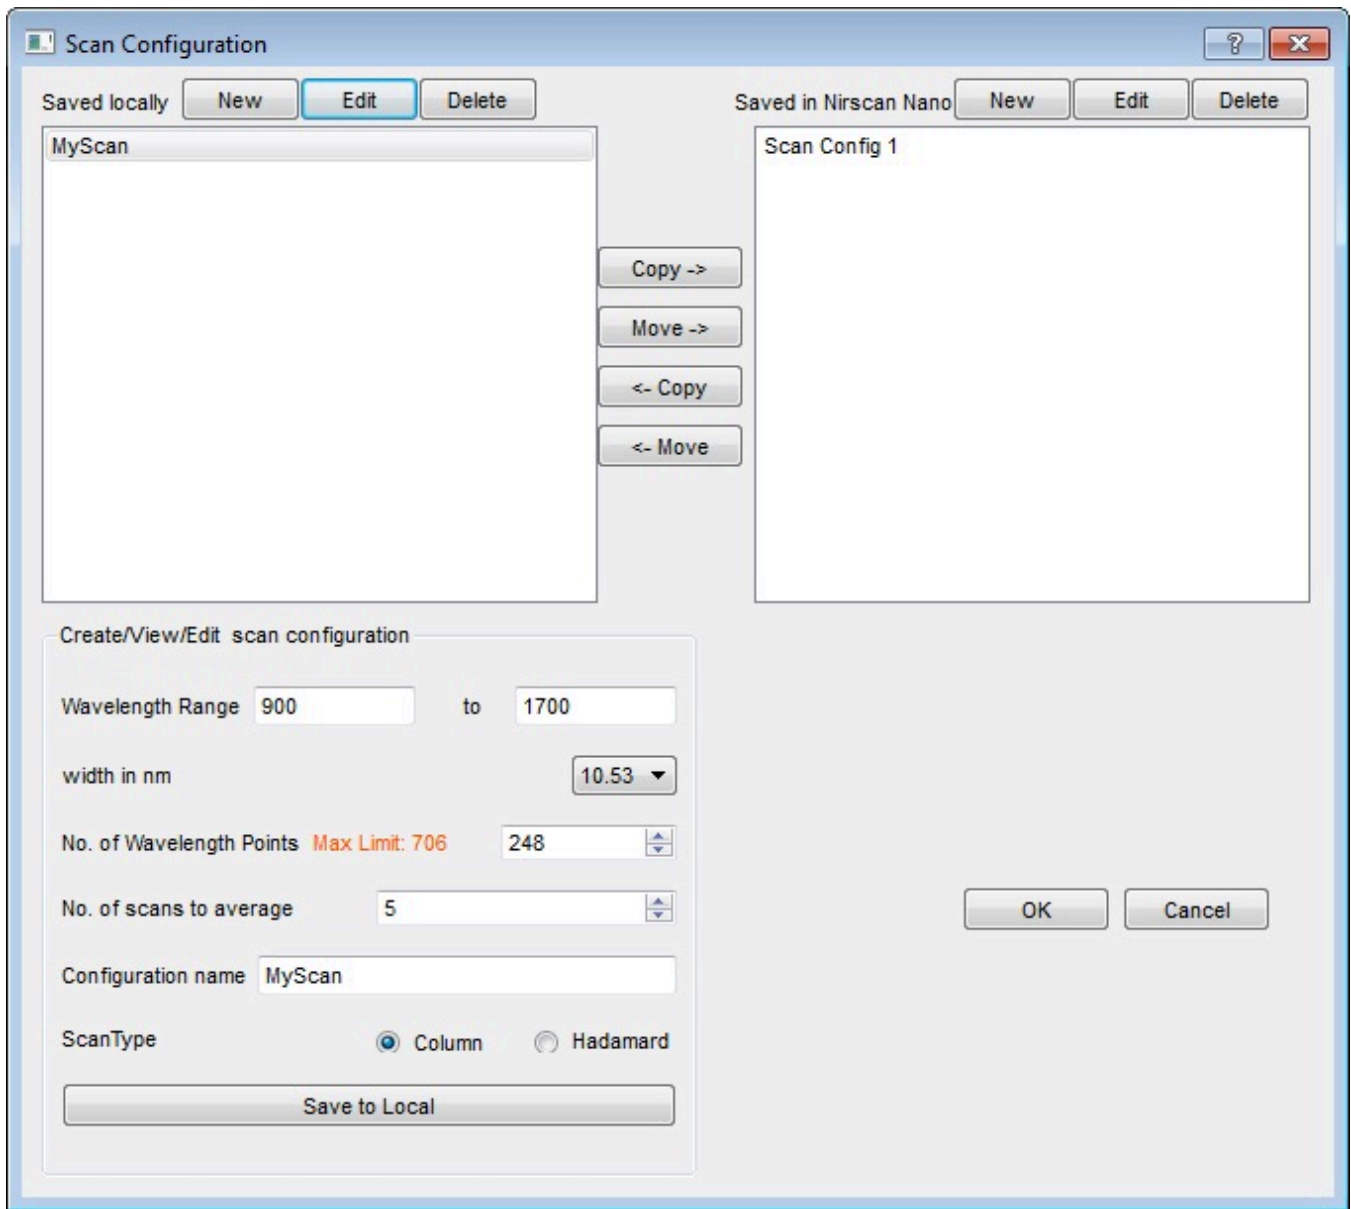 Scan Configuration
Saved locally New Edit Delete
Saved in Nirscan Nano New Edit Delete
MyScan
Scan Config 1
Copy ->
Move ->
<- Copy
<- Move
Create/View/Edit scan configuration
Wavelength Range 900 to 1700
width in nm 10.53
No. of Wavelength Points Max Limit: 706 248
No. of scans to average 5
OK Cancel
Configuration name MyScan
ScanType Column Hadamard
Save to Local